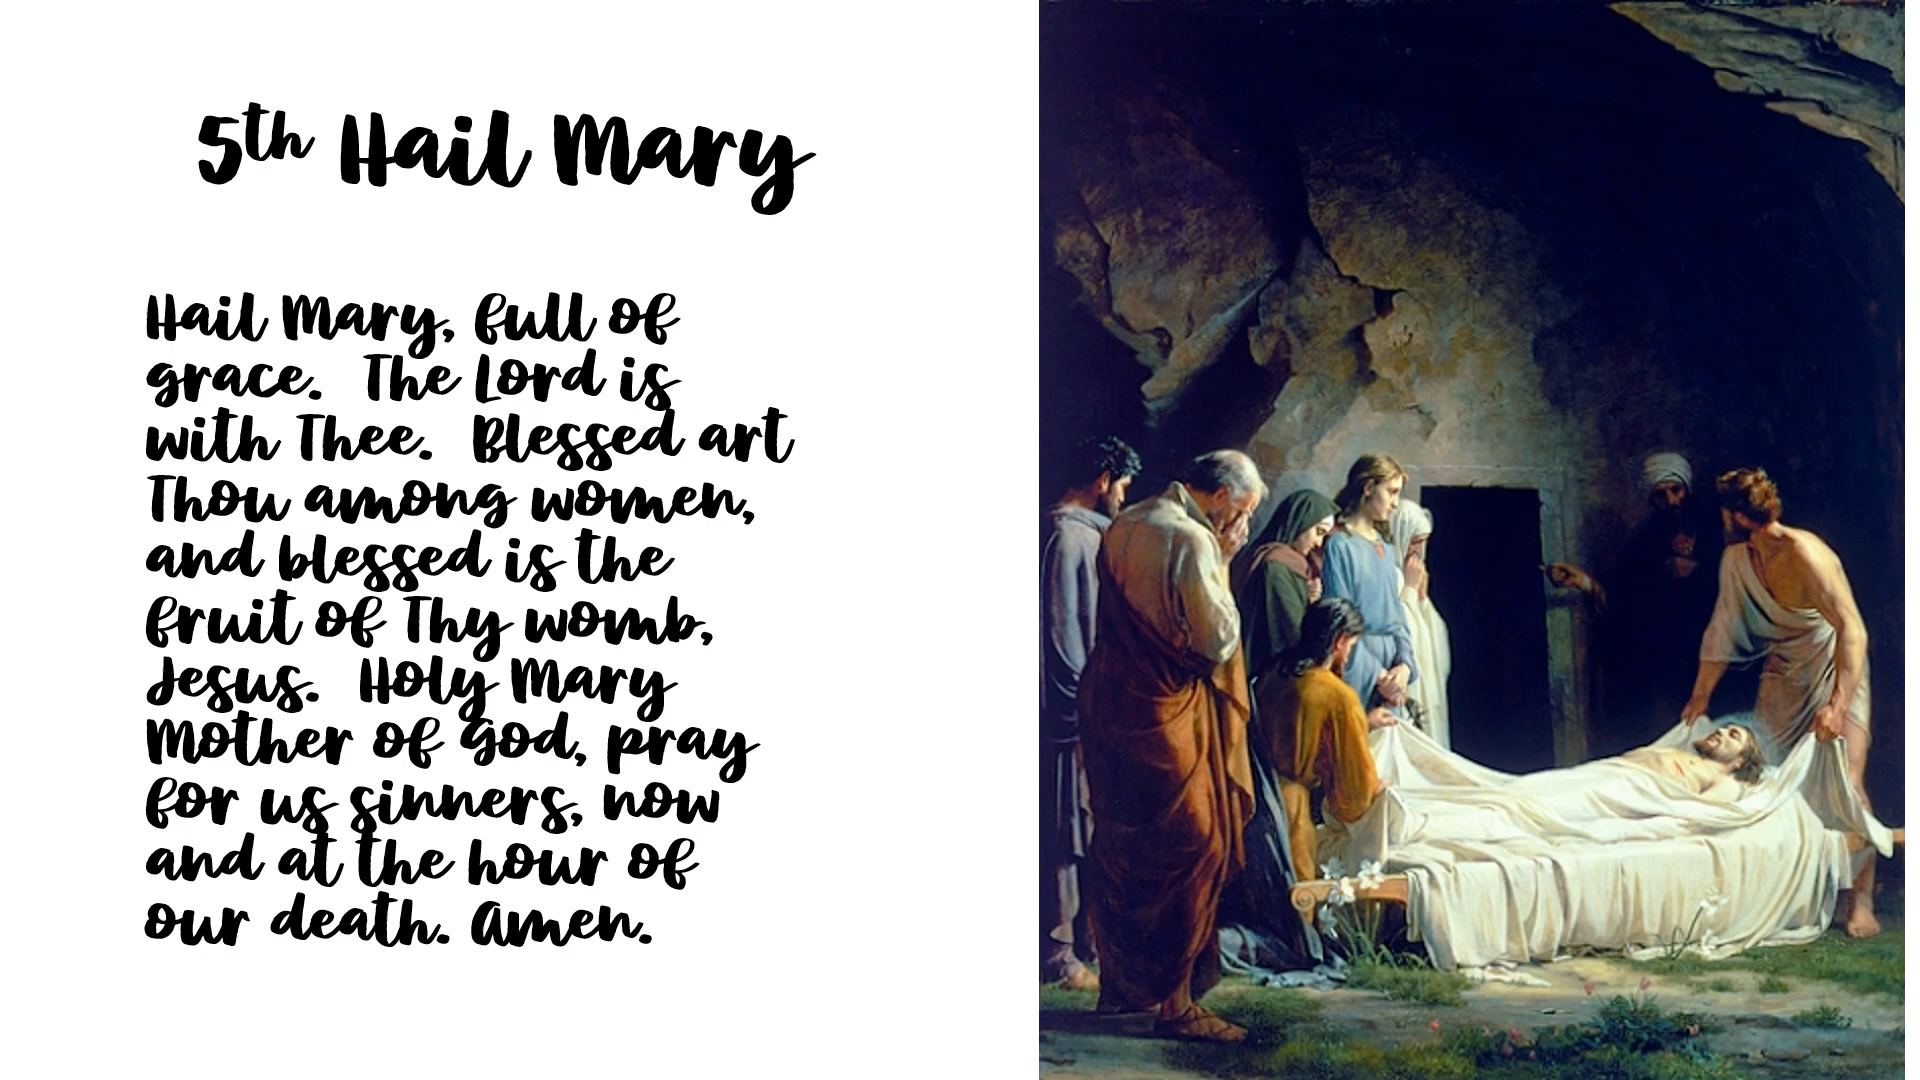 5th Hail Mary
Hail Mary, full of
grace.  The Lord is
with Thee.  Blessed art
Thou among women,
and blessed is the
fruit of Thy womb,
Jesus.  Holy Mary
Mother of God, pray
for us sinners, now
and at the hour of
our death. Amen.